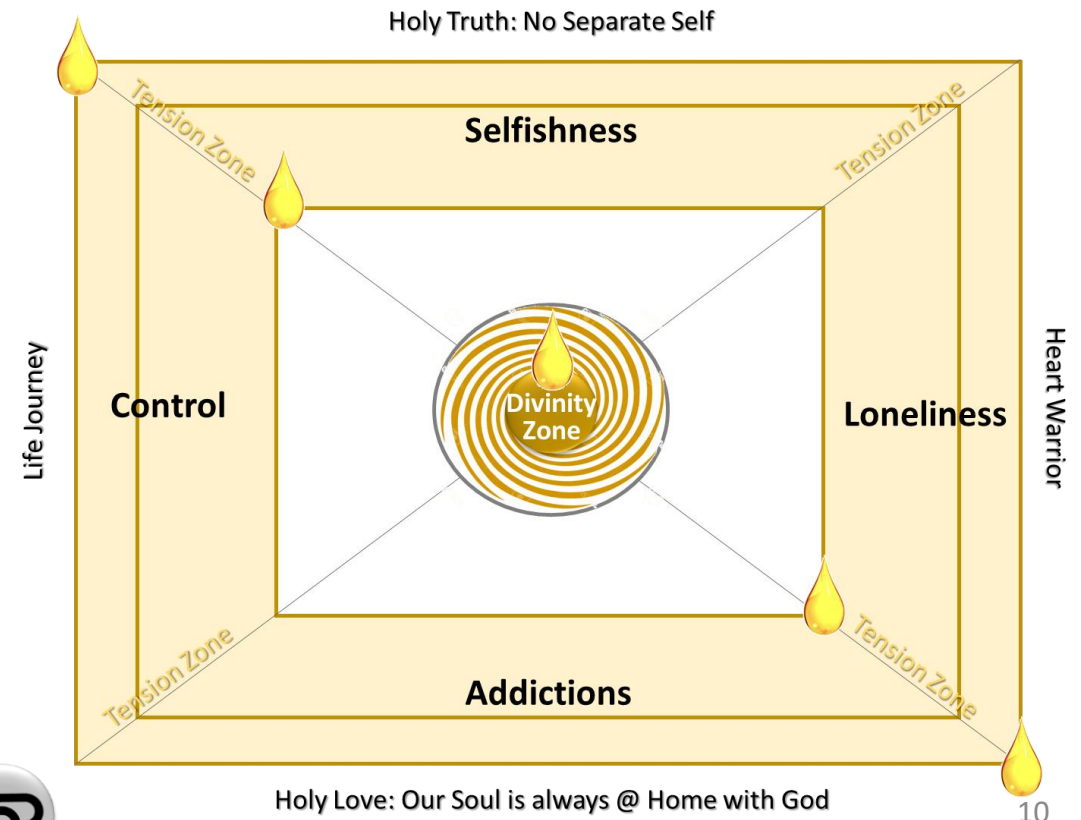 Holy Truth: No Separate Self
Tension Zone
Tension Zone
Selfishness
Life Journey
Control
Divinity
Zone
Loneliness
Heart Warrior
Tension Zone
Addictions
Tension Zone
Holy Love: Our Soul is always @ Home with God
10